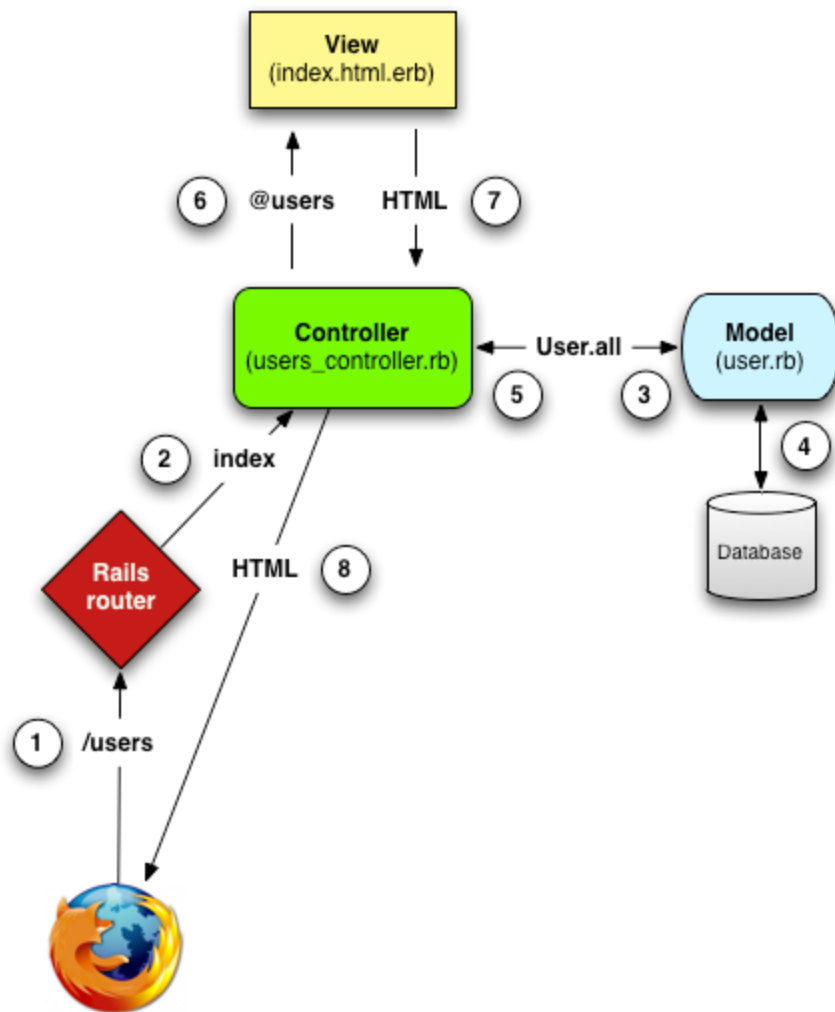 View
(index.html.erb)
6
@users
HTML
7
Controller
(users_controller.rb)
User.all
Model
(user.rb)
5
3
4
2
index
Database
Rails
router
HTML
8
1
/users